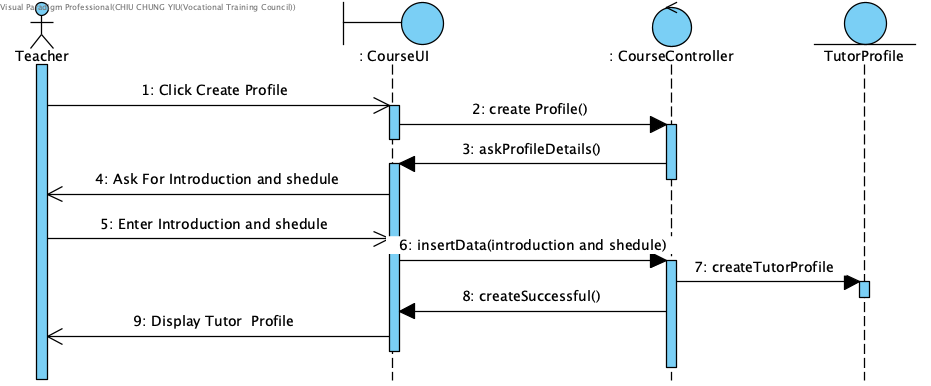 Visual Paradigm Professional(CHIU CHUNG YIU(Vocational Training Council))
Teacher
: CourseUI
: CourseController
TutorProfile
1: Click Create Profile
2: create Profile()
3: askProfileDetails()
4: Ask For Introduction and shedule
5: Enter Introduction and shedule
6: insertData(introduction and shedule)
7: createTutorProfile
8: createSuccessful()
9: Display Tutor  Profile